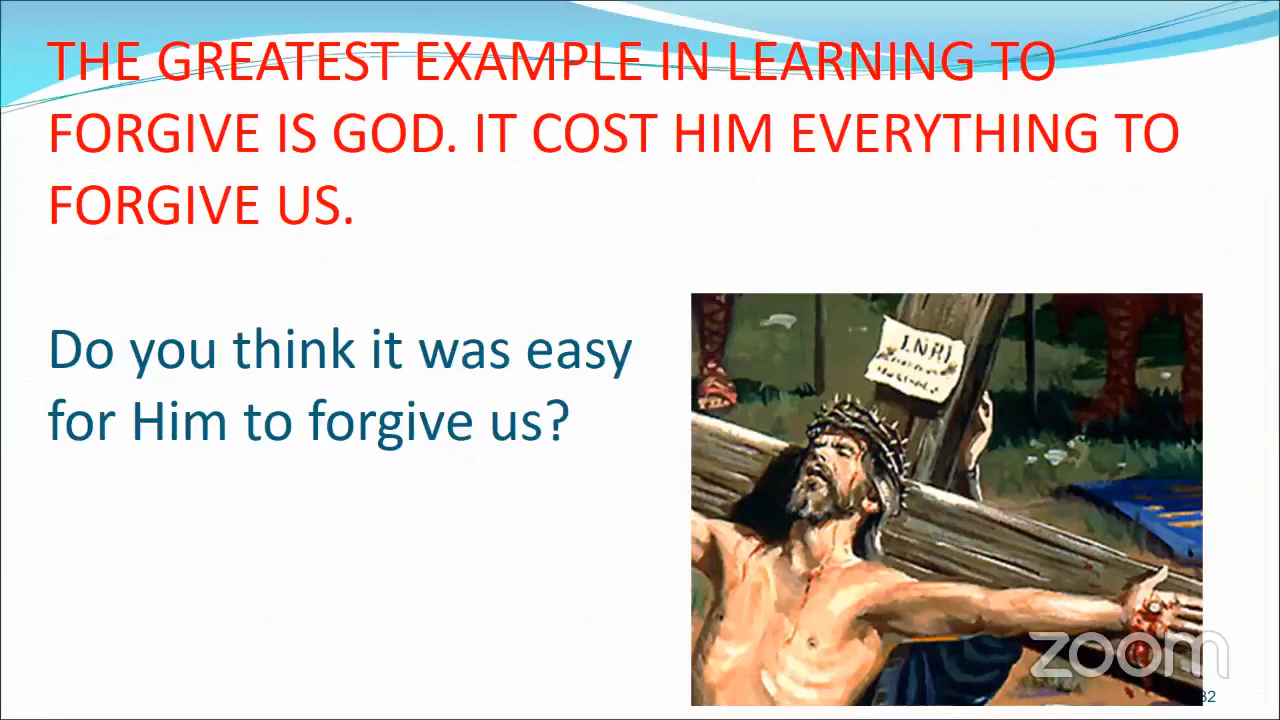 THE GREATEST EXAMPLE IN LEARNING TO
FORGIVE IS GOD. IT COST HIM EVERYTHING TO
FORGIVE US.
Do you think it was easy
for Him to forgive us?
I.N.R.I
zoom
32